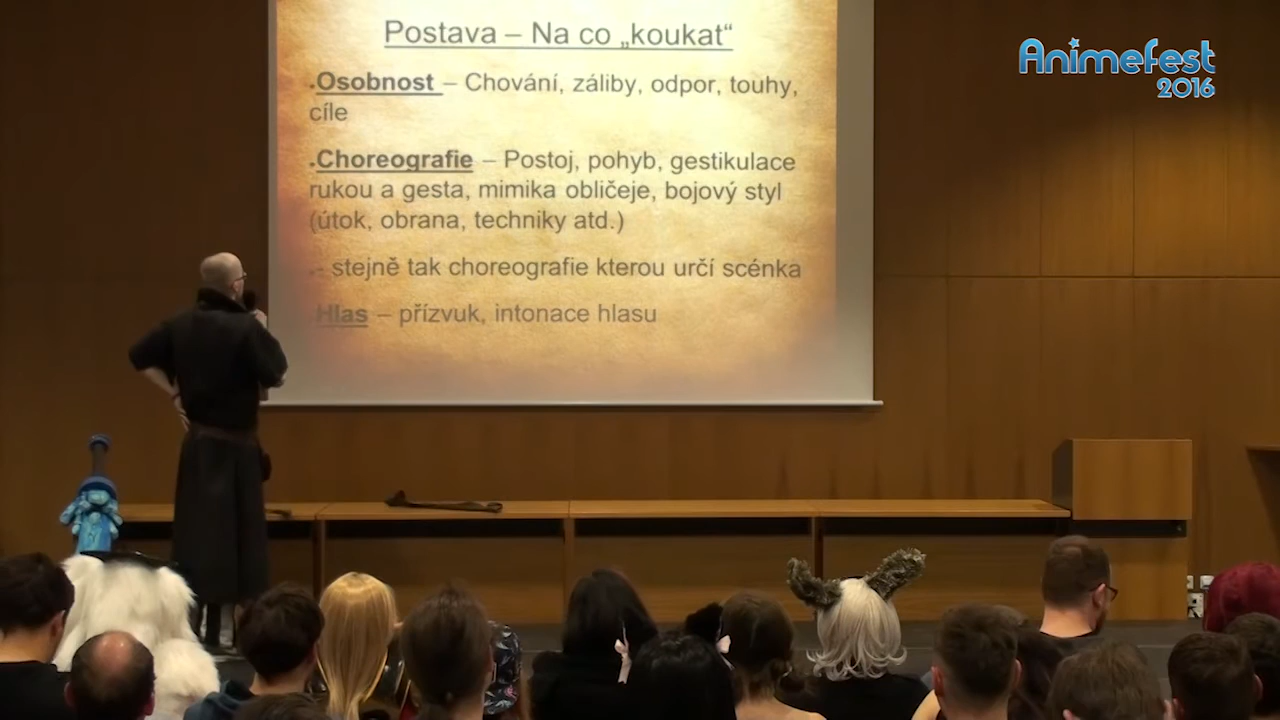 Postava – Na co „koukat“
.Osobnost – Chování, záliby, odpor, touhy,
cíle
.Choreografie – Postoj, pohyb, gestikulace
rukou a gesta, mimika obličeje, bojový styl
(útok, obrana, techniky atd.)
.- stejně tak choreografie kterou určí scénka
Hlas – přízvuk, intonace hlasu
Animefest
2016